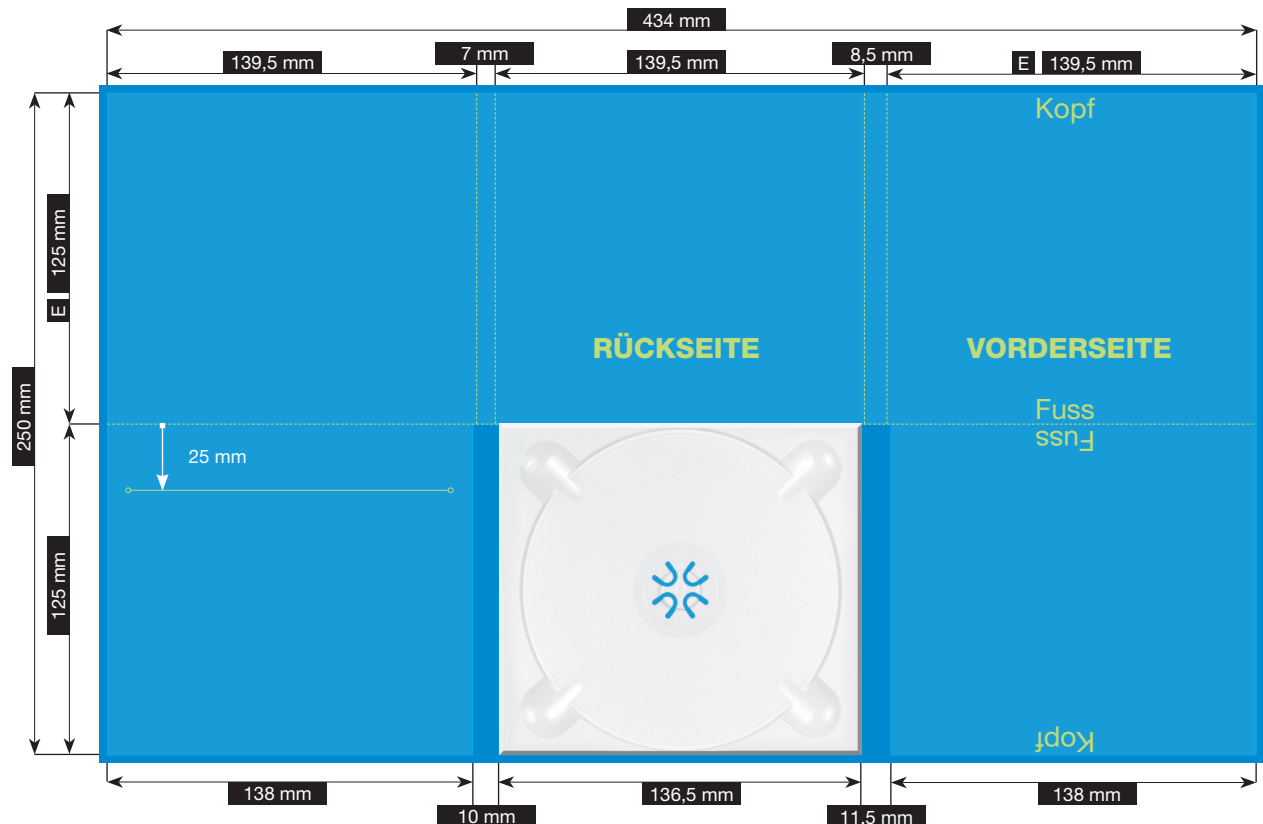 434 mm
7 mm
8,5 mm
139,5 mm
139,5 mm
E 139,5 mm
Kopf
125 mm
E
RÜCKSEITE
VORDERSEITE
250 mm
Fuss
Fuss
25 mm
125 mm
Kopf
138 mm
136,5 mm
138 mm
10 mm
11,5 mm